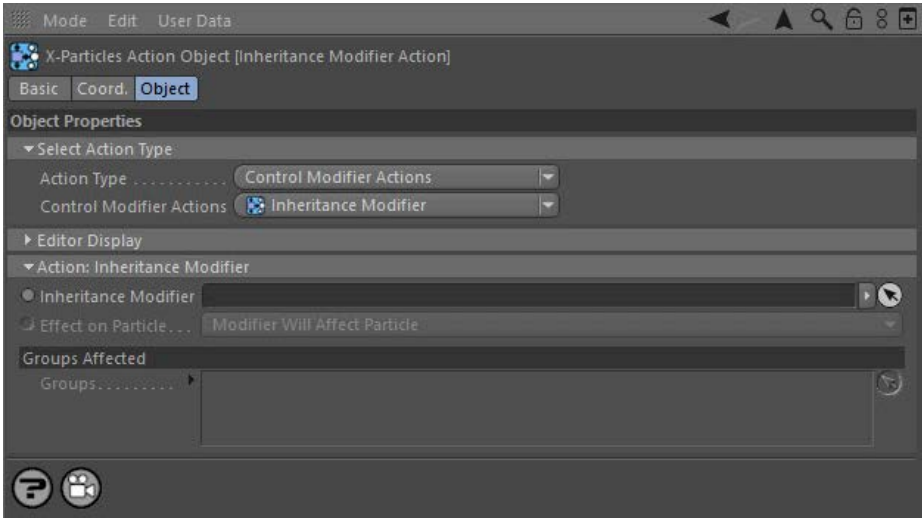 Mode Edit User Data
X-Particles Action Object [Inheritance Modifier Action]
Basic Coord. Object
Object Properties
Select Action Type
Action Type . . . . . . . . . . . Control Modifier Actions
Control Modifier Actions Inheritance Modifier
Editor Display
Action: Inheritance Modifier
Inheritance Modifier
Effect on Particle. . . Modifier Will Affect Particle
Groups Affected
Groups. . . . . . . . .